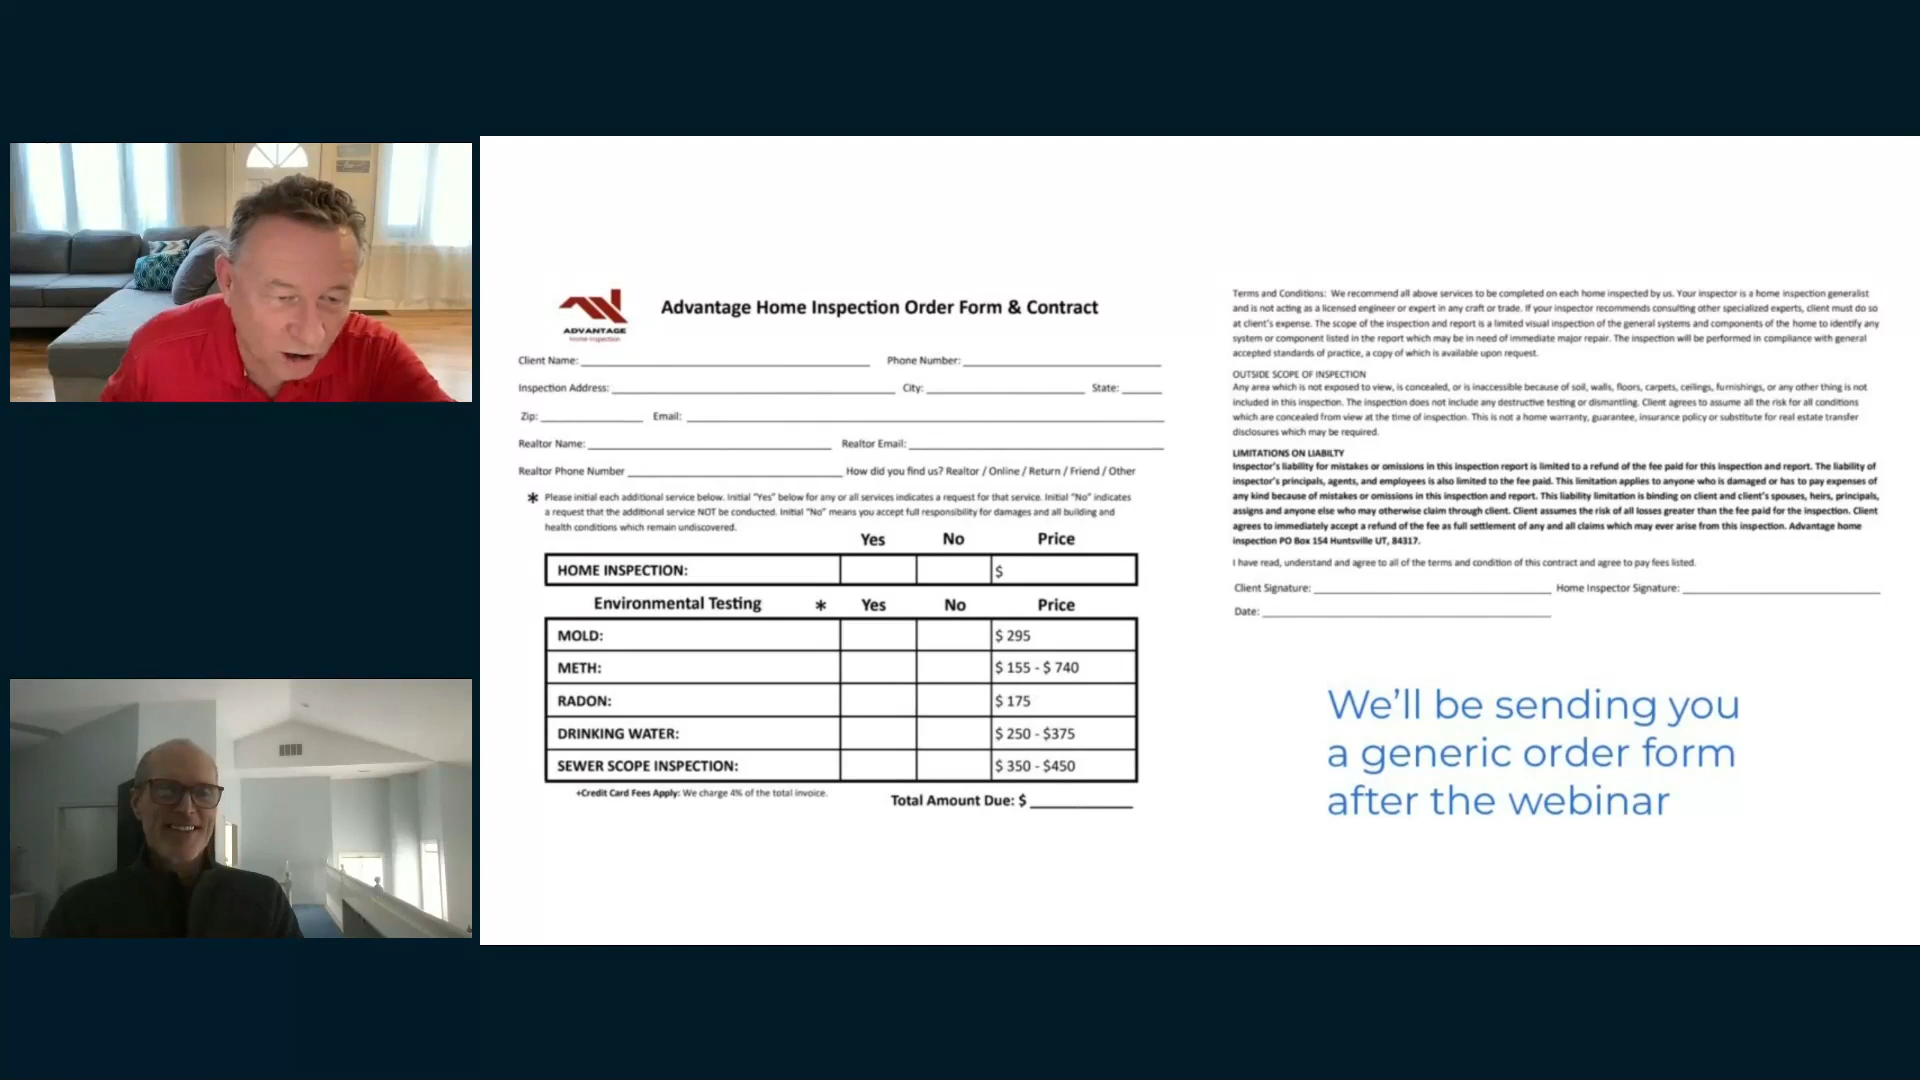 ADVANTAGE
Home Inspection
Advantage Home Inspection Order Form & Contract
Client Name: Phone Number:
Inspection Address: City: State:
Zip: Email:
Realtor Name: Realtor Email:
Realtor Phone Number How did you find us? Realtor / Online / Return / Friend / Other
* Please initial each additional service below. Initial “Yes” below for any or all services indicates a request for that service. Initial “No” indicates
a request that the additional service NOT be conducted. Initial “No” means you accept full responsibility for damages and all building and
health conditions which remain undiscovered.
Yes No Price
HOME INSPECTION: $
Environmental Testing * Yes No Price
MOLD: $ 295
METH: $ 155 - $ 740
RADON: $ 175
DRINKING WATER: $ 250 - $375
SEWER SCOPE INSPECTION: $ 350 - $450
+Credit Card Fees Apply: We charge 4% of the total invoice.
Total Amount Due: $
Terms and Conditions: We recommend all above services to be completed on each home inspected by us. Your inspector is a home inspection generalist
and is not acting as a licensed engineer or expert in any craft or trade. If your inspector recommends consulting other specialized experts, client must do so
at client's expense. The scope of the inspection and report is a limited visual inspection of the general systems and components of the home to identify any
system or component listed in the report which may be in need of immediate major repair. The inspection will be performed in compliance with general
accepted standards of practice, a copy of which is available upon request.
OUTSIDE SCOPE OF INSPECTION
Any area which is not exposed to view, is concealed, or is inaccessible because of soil, walls, floors, carpets, ceilings, furnishings, or any other thing is not
included in this inspection. The inspection does not include any destructive testing or dismantling. Client agrees to assume all the risk for all conditions
which are concealed from view at the time of inspection. This is not a home warranty, guarantee, insurance policy or substitute for real estate transfer
disclosures which may be required.
LIMITATIONS ON LIABILTY
Inspector's liability for mistakes or omissions in this inspection report is limited to a refund of the fee paid for this inspection and report. The liability of
inspector's principals, agents, and employees is also limited to the fee paid. This limitation applies to anyone who is damaged or has to pay expenses of
any kind because of mistakes or omissions in this inspection and report. This liability limitation is binding on client and client's spouses, heirs, principals,
assigns and anyone else who may otherwise claim through client. Client assumes the risk of all losses greater than the fee paid for the inspection. Client
agrees to immediately accept a refund of the fee as full settlement of any and all claims which may ever arise from this inspection. Advantage home
inspection PO Box 154 Huntsville UT, 84317.
I have read, understand and agree to all of the terms and condition of this contract and agree to pay fees listed.
Client Signature: Home Inspector Signature:
Date:
We'll be sending you
a generic order form
after the webinar